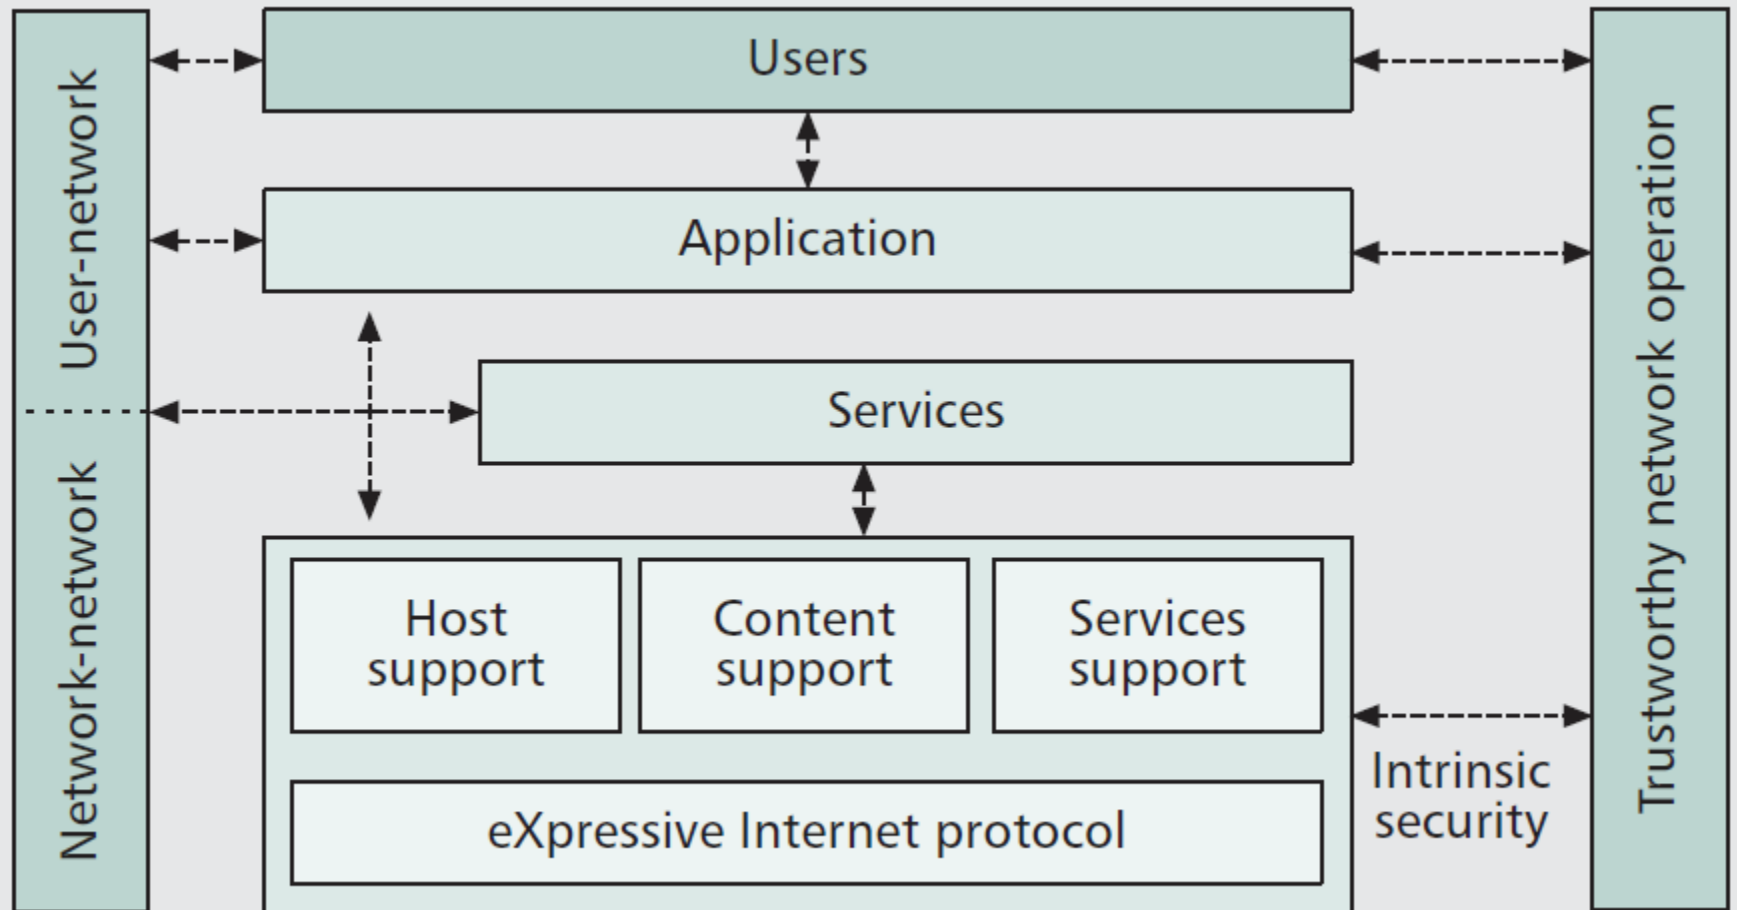 Users
Application
Services
Host
support
Content
support
Services
support
eXpressive Internet protocol
User-network
Network-network
Intrinsic
security
Trustworthy network operation